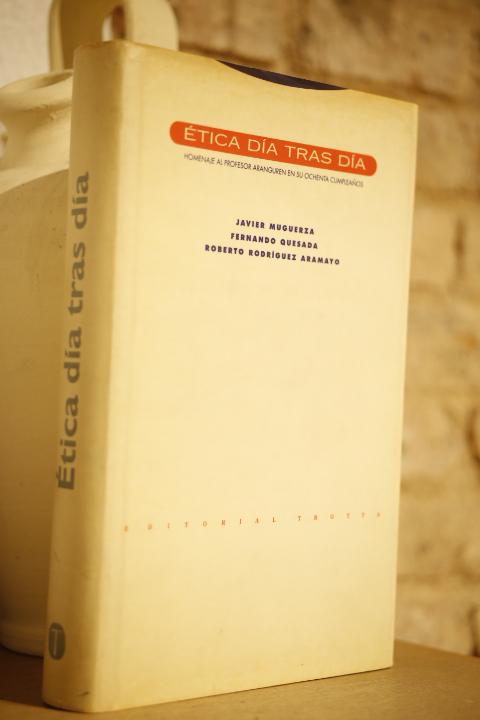 ÉTICA DÍA TRAS DÍA
HOMENAJE AL PROFESOR ARANGUREN EN SU OCHENTA CUMPLEAÑOS
JAVIER MUGUERZA
FERNANDO QUESADA
ROBERTO RODRÍGUEZ ARAMAYO
EDITORIAL TROTTA
Ética día tras día
T